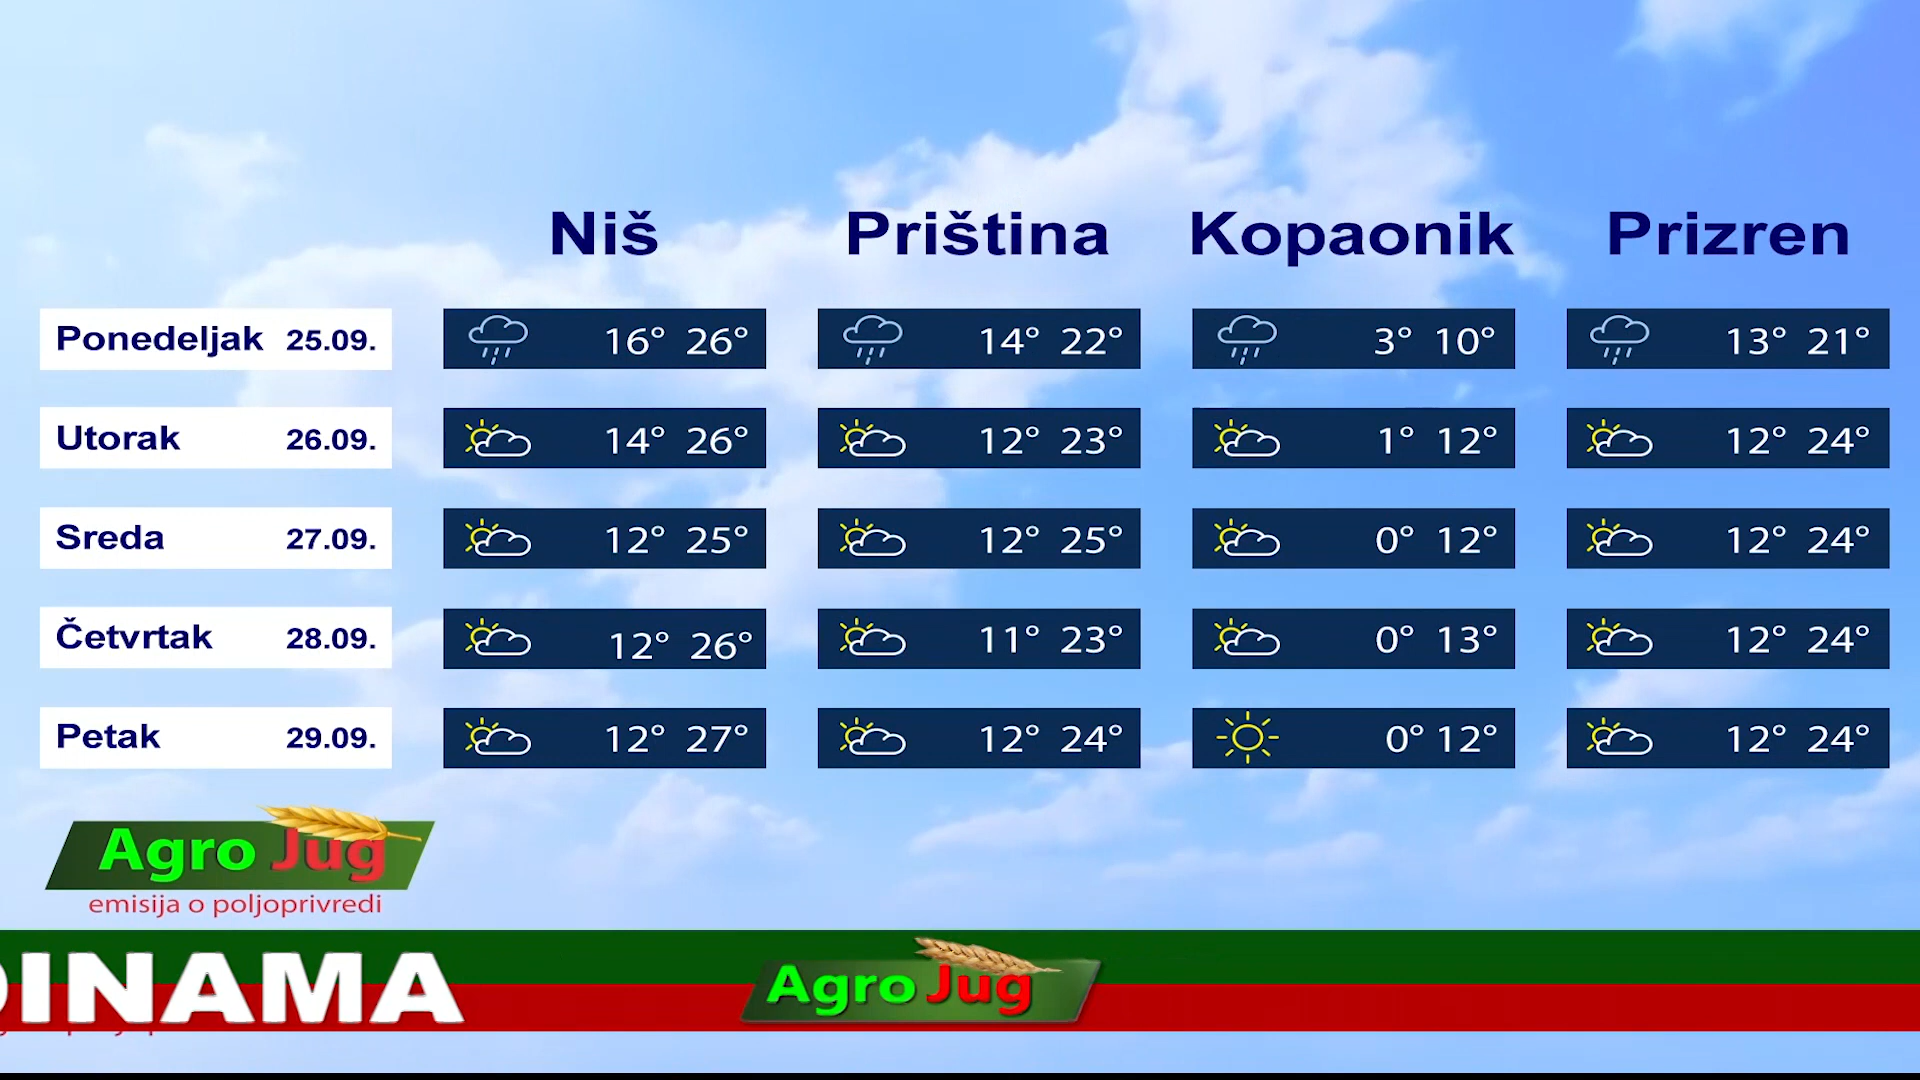 Niš Priština Kopaonik Prizren
Ponedeljak 25.09. 16° 26° 14° 22° 3° 10° 13° 21°
Utorak 26.09. 14° 26° 12° 23° 1° 12° 12° 24°
Sreda 27.09. 12° 25° 12° 25° 0° 12° 12° 24°
Četvrtak 28.09. 12° 26° 11° 23° 0° 13° 12° 24°
Petak 29.09. 12° 27° 12° 24° 0° 12° 12° 24°
Agro Jug
emisija o poljoprivredi
DINAMA
Agro Jug